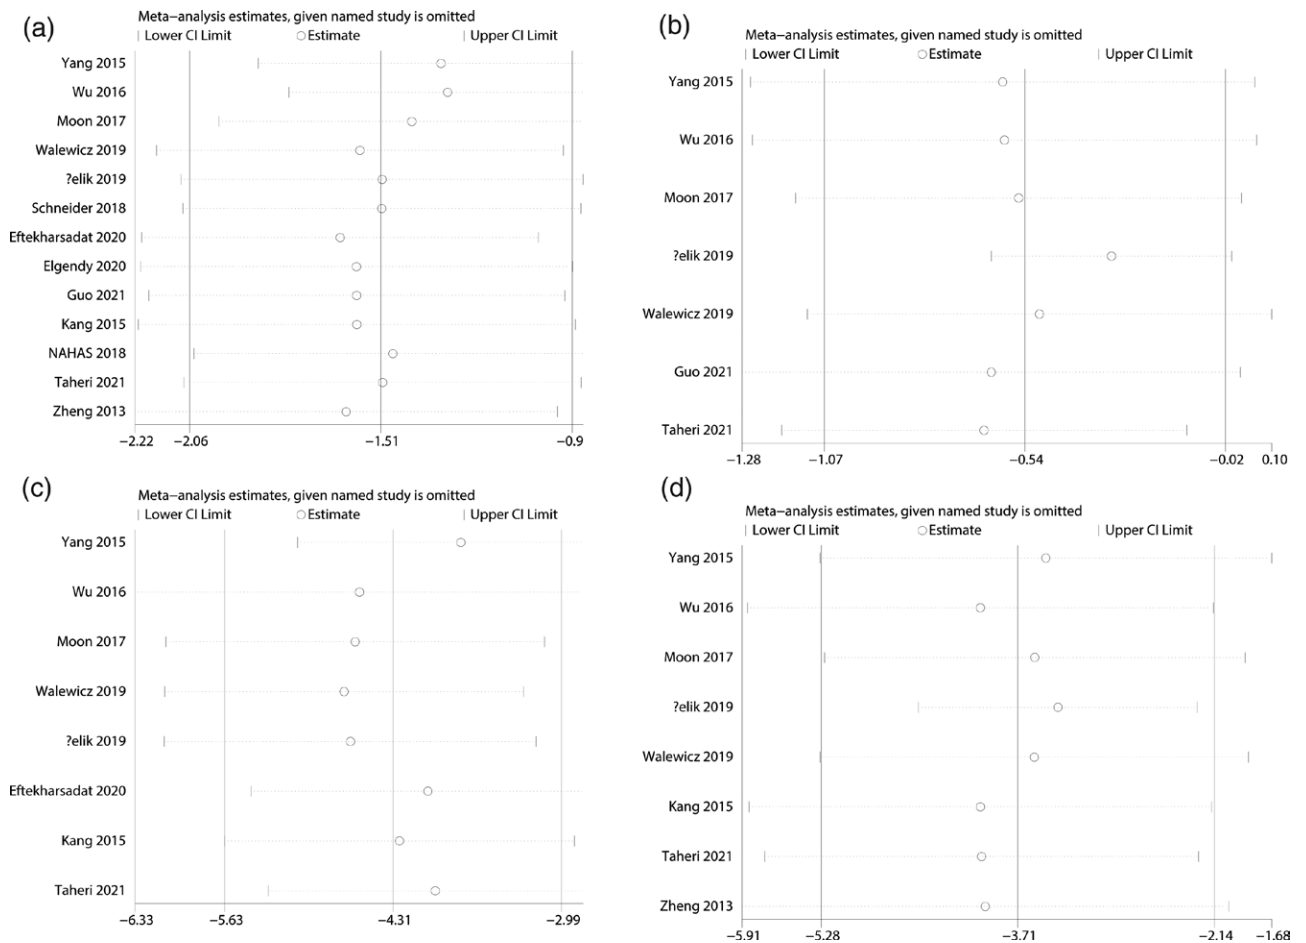 (a)
Meta−analysis estimates, given named study is omitted
| Lower CI Limit ○ Estimate | Upper CI Limit
Yang 2015
Wu 2016
Moon 2017
Walewicz 2019
?elik 2019
Schneider 2018
Eftekharsadat 2020
Elgendy 2020
Guo 2021
Kang 2015
NAHAS 2018
Taheri 2021
Zheng 2013
−2.22 −2.06 −1.51 −0.9
(b)
Meta−analysis estimates, given named study is omitted
| Lower CI Limit ○ Estimate | Upper CI Limit
Yang 2015
Wu 2016
Moon 2017
?elik 2019
Walewicz 2019
Guo 2021
Taheri 2021
−1.28 −1.07 −0.54 −0.02 0.10
(c)
Meta−analysis estimates, given named study is omitted
| Lower CI Limit ○ Estimate | Upper CI Limit
Yang 2015
Wu 2016
Moon 2017
Walewicz 2019
?elik 2019
Eftekharsadat 2020
Kang 2015
Taheri 2021
−6.33 −5.63 −4.31 −2.99
(d)
Meta−analysis estimates, given named study is omitted
| Lower CI Limit ○ Estimate | Upper CI Limit
Yang 2015
Wu 2016
Moon 2017
?elik 2019
Walewicz 2019
Kang 2015
Taheri 2021
Zheng 2013
−5.91 −5.28 −3.71 −2.14 −1.68